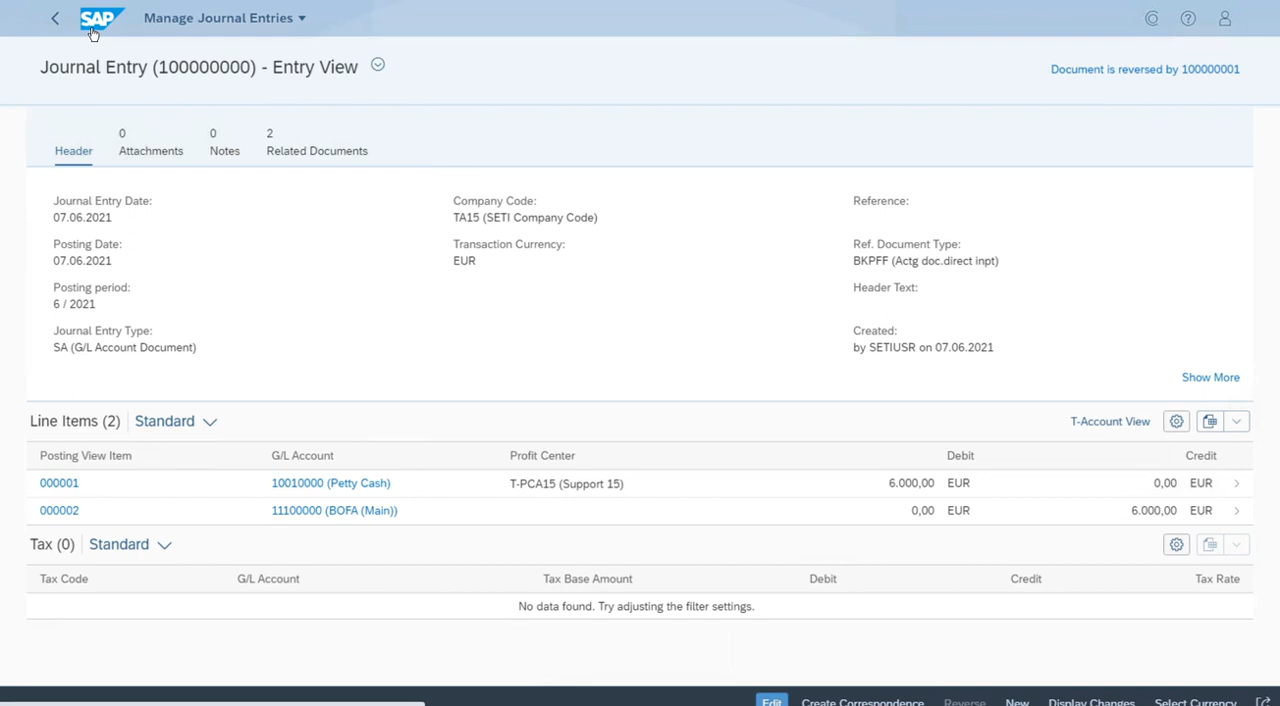 SAP Manage Journal Entries
Journal Entry (100000000) - Entry View
Document is reversed by 100000001
0 0 2
Header Attachments Notes Related Documents
Journal Entry Date: Company Code: Reference:
07.06.2021 TA15 (SETI Company Code)
Posting Date: Transaction Currency: Ref. Document Type:
07.06.2021 EUR BKPFF (Actg doc.direct inpt)
Posting period: Header Text:
6 / 2021
Journal Entry Type: Created:
SA (G/L Account Document) by SETIUSR on 07.06.2021
Show More
Line Items (2) Standard T-Account View
Posting View Item G/L Account Profit Center Debit Credit
000001 10010000 (Petty Cash) T-PCA15 (Support 15) 6.000,00 EUR 0,00 EUR
000002 11100000 (BOFA (Main)) 0,00 EUR 6.000,00 EUR
Tax (0) Standard
Tax Code G/L Account Tax Base Amount Debit Credit Tax Rate
No data found. Try adjusting the filter settings.
Edit Create Correspondence Reverse New Display Changes Select Currency